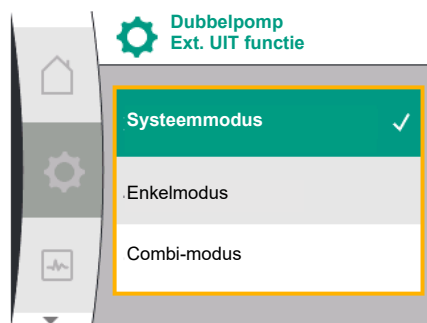 Dubbelpomp
Ext. UIT functie
Systeemmodus
Enkelmodus
Combi-modus